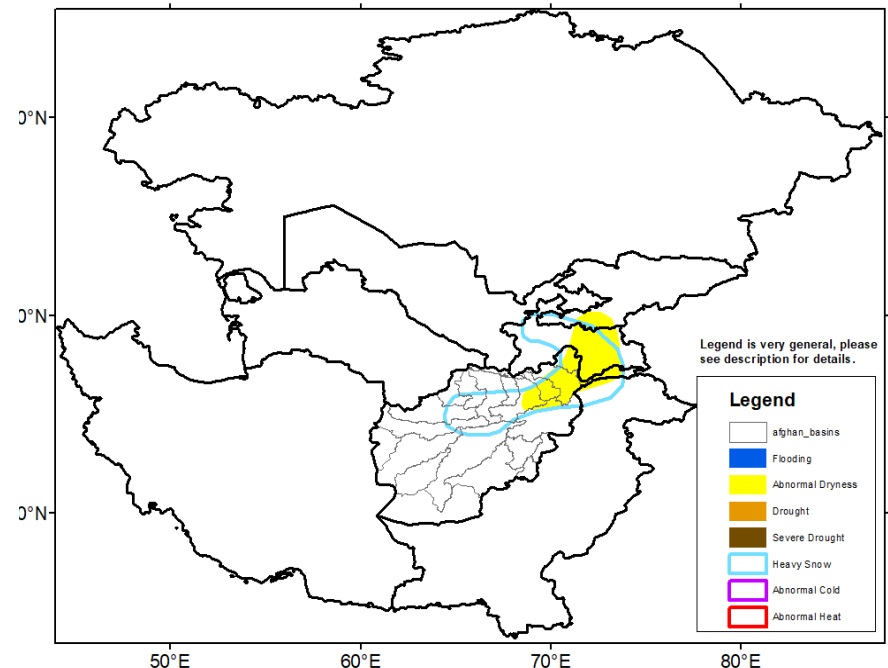 0°N
0°N
Legend is very general, please
see description for details.
Legend
afghan_basins
Flooding
Abnormal Dryness
Drought
Severe Drought
Heavy Snow
Abnormal Cold
Abnormal Heat
0°N
50°E
60°E
70°E
80°E